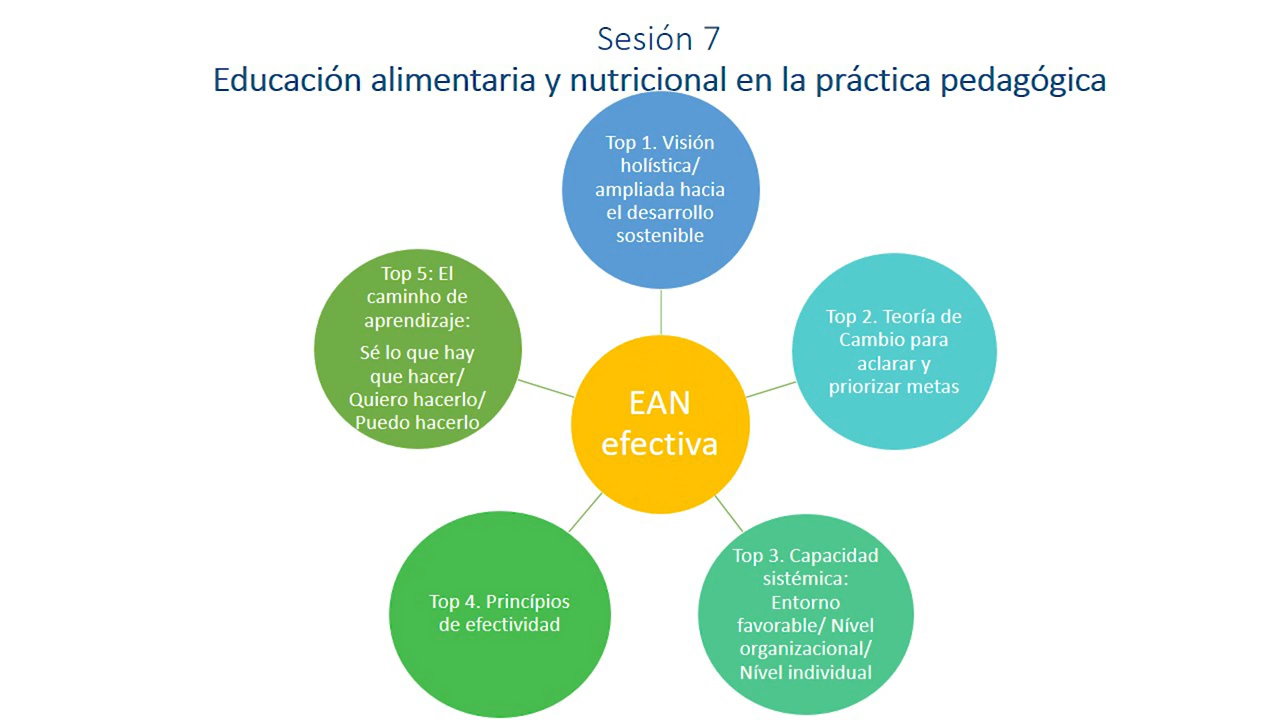 Sesión 7
Educación alimentaria y nutricional en la práctica pedagógica
Top 1. Visión
holística/
ampliada hacia
el desarrollo
sostenible
Top 2. Teoría de
Cambio para
aclarar y
priorizar metas
Top 3. Capacidad
sistémica:
Entorno
favorable/ Nível
organizacional/
Nível individual
Top 4. Princípios
de efectividad
Top 5: El
caminho de
aprendizaje:
Sé lo que hay
que hacer/
Quiero hacerlo/
Puedo hacerlo
EAN
efectiva